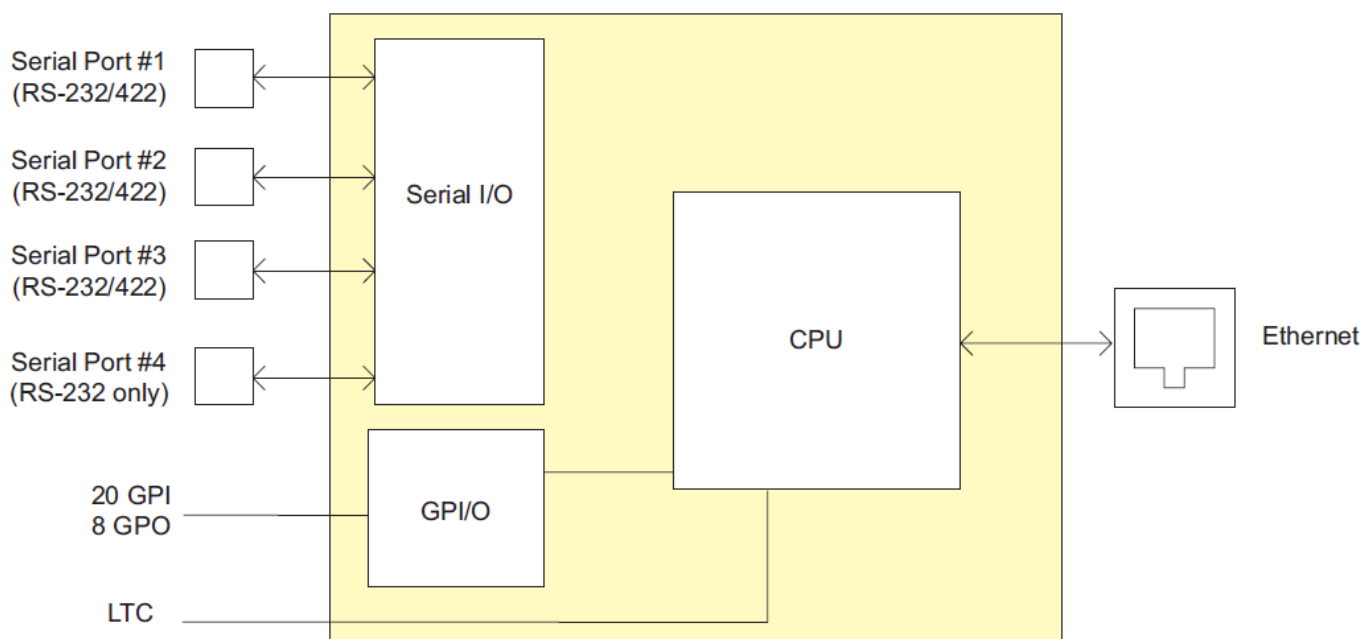 Serial Port #1
(RS-232/422)
Serial Port #2
(RS-232/422)
Serial Port #3
(RS-232/422)
Serial Port #4
(RS-232 only)
Serial I/O
CPU
Ethernet
20 GPI
8 GPO
GPI/O
LTC